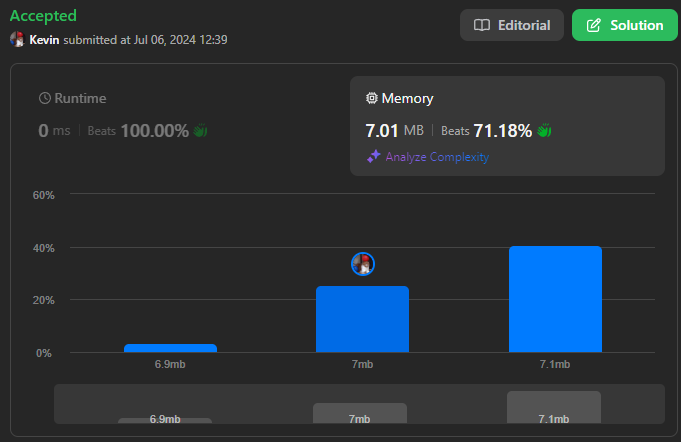 Accepted
Editorial
Solution
Kevin submitted at Jul 06, 2024 12:39
Runtime
0 ms | Beats 100.00%
Memory
7.01 MB | Beats 71.18%
Analyze Complexity
60%
40%
20%
0%
6.9mb 7mb 7.1mb
6.9mb 7mb 7.1mb